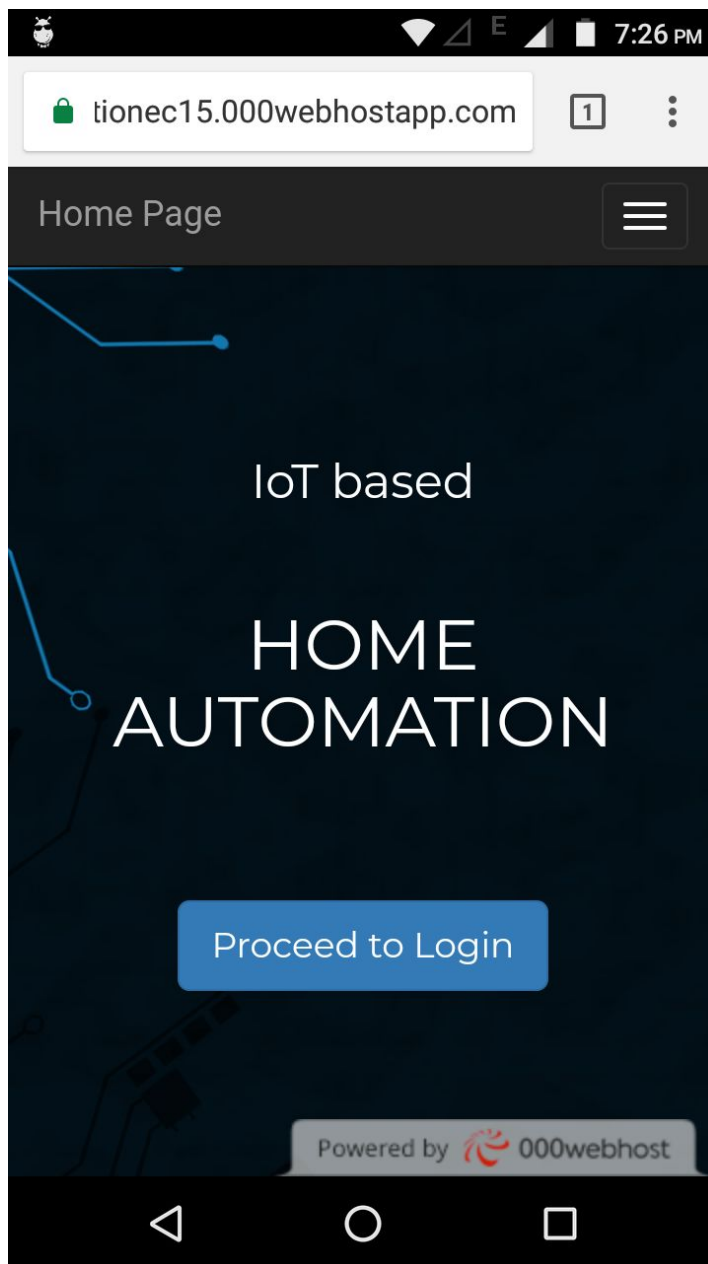 E 7:26 PM
tionec15.000webhostapp.com 1
Home Page
IoT based
HOME
AUTOMATION
Proceed to Login
Powered by 000webhost